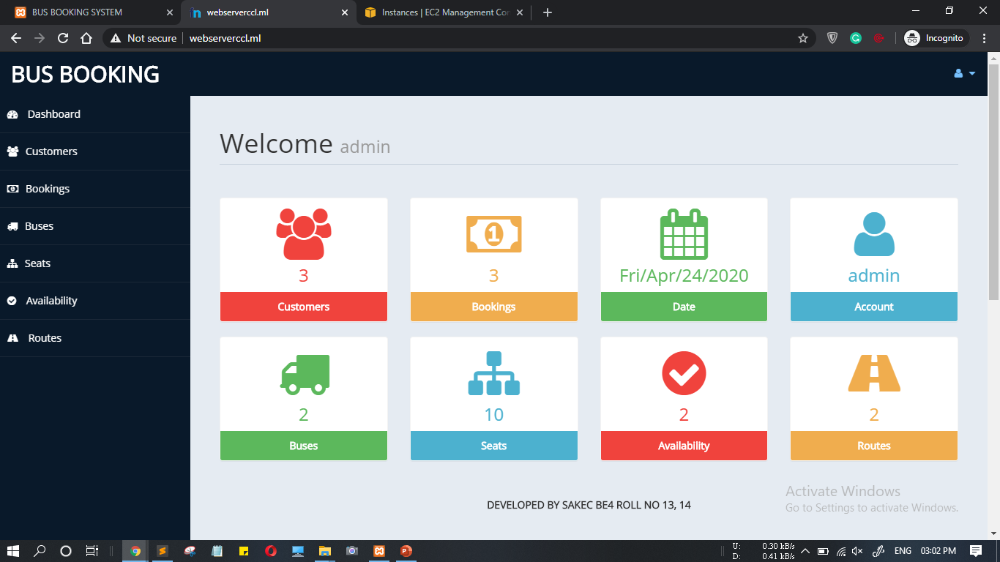 BUS BOOKING SYSTEM
webserverccl.ml
Instances | EC2 Management Cor
Not secure
webserverccl.ml
Incognito
BUS BOOKING
Dashboard
Customers
Bookings
Buses
Seats
Availability
Routes
Welcome admin
3
Customers
3
Bookings
Fri/Apr/24/2020
Date
admin
Account
2
Buses
10
Seats
2
Availability
2
Routes
DEVELOPED BY SAKEC BE4 ROLL NO 13, 14
Activate Windows
Go to Settings to activate Windows.
U: 0.30 kB/s
D: 0.41 kB/s
ENG
03:02 PM